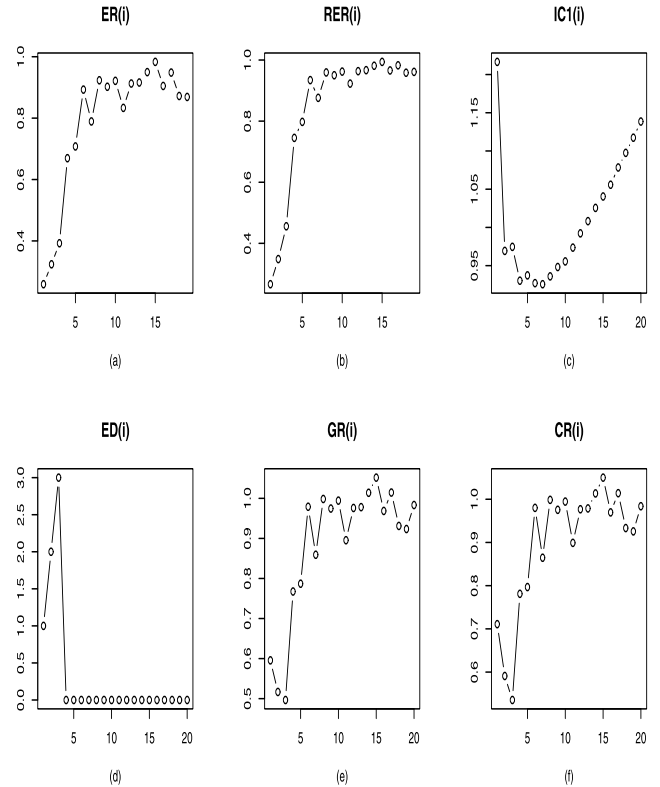 ER(i) RER(i) IC1(i)
1.0 1.0
0.8 0.8 1.15
0.6 0.6 1.05
0.4 0.4 0.95
5 10 15 5 10 15 5 10 15 20
(a) (b) (c)
ED(i) GR(i) CR(i)
3.0
2.5 1.0 1.0
2.0 0.9 0.9
1.5 0.8 0.8
1.0 0.7 0.7
0.5 0.6 0.6
0.0 0.5
5 10 15 20 5 10 15 20 5 10 15 20
(d) (e) (f)